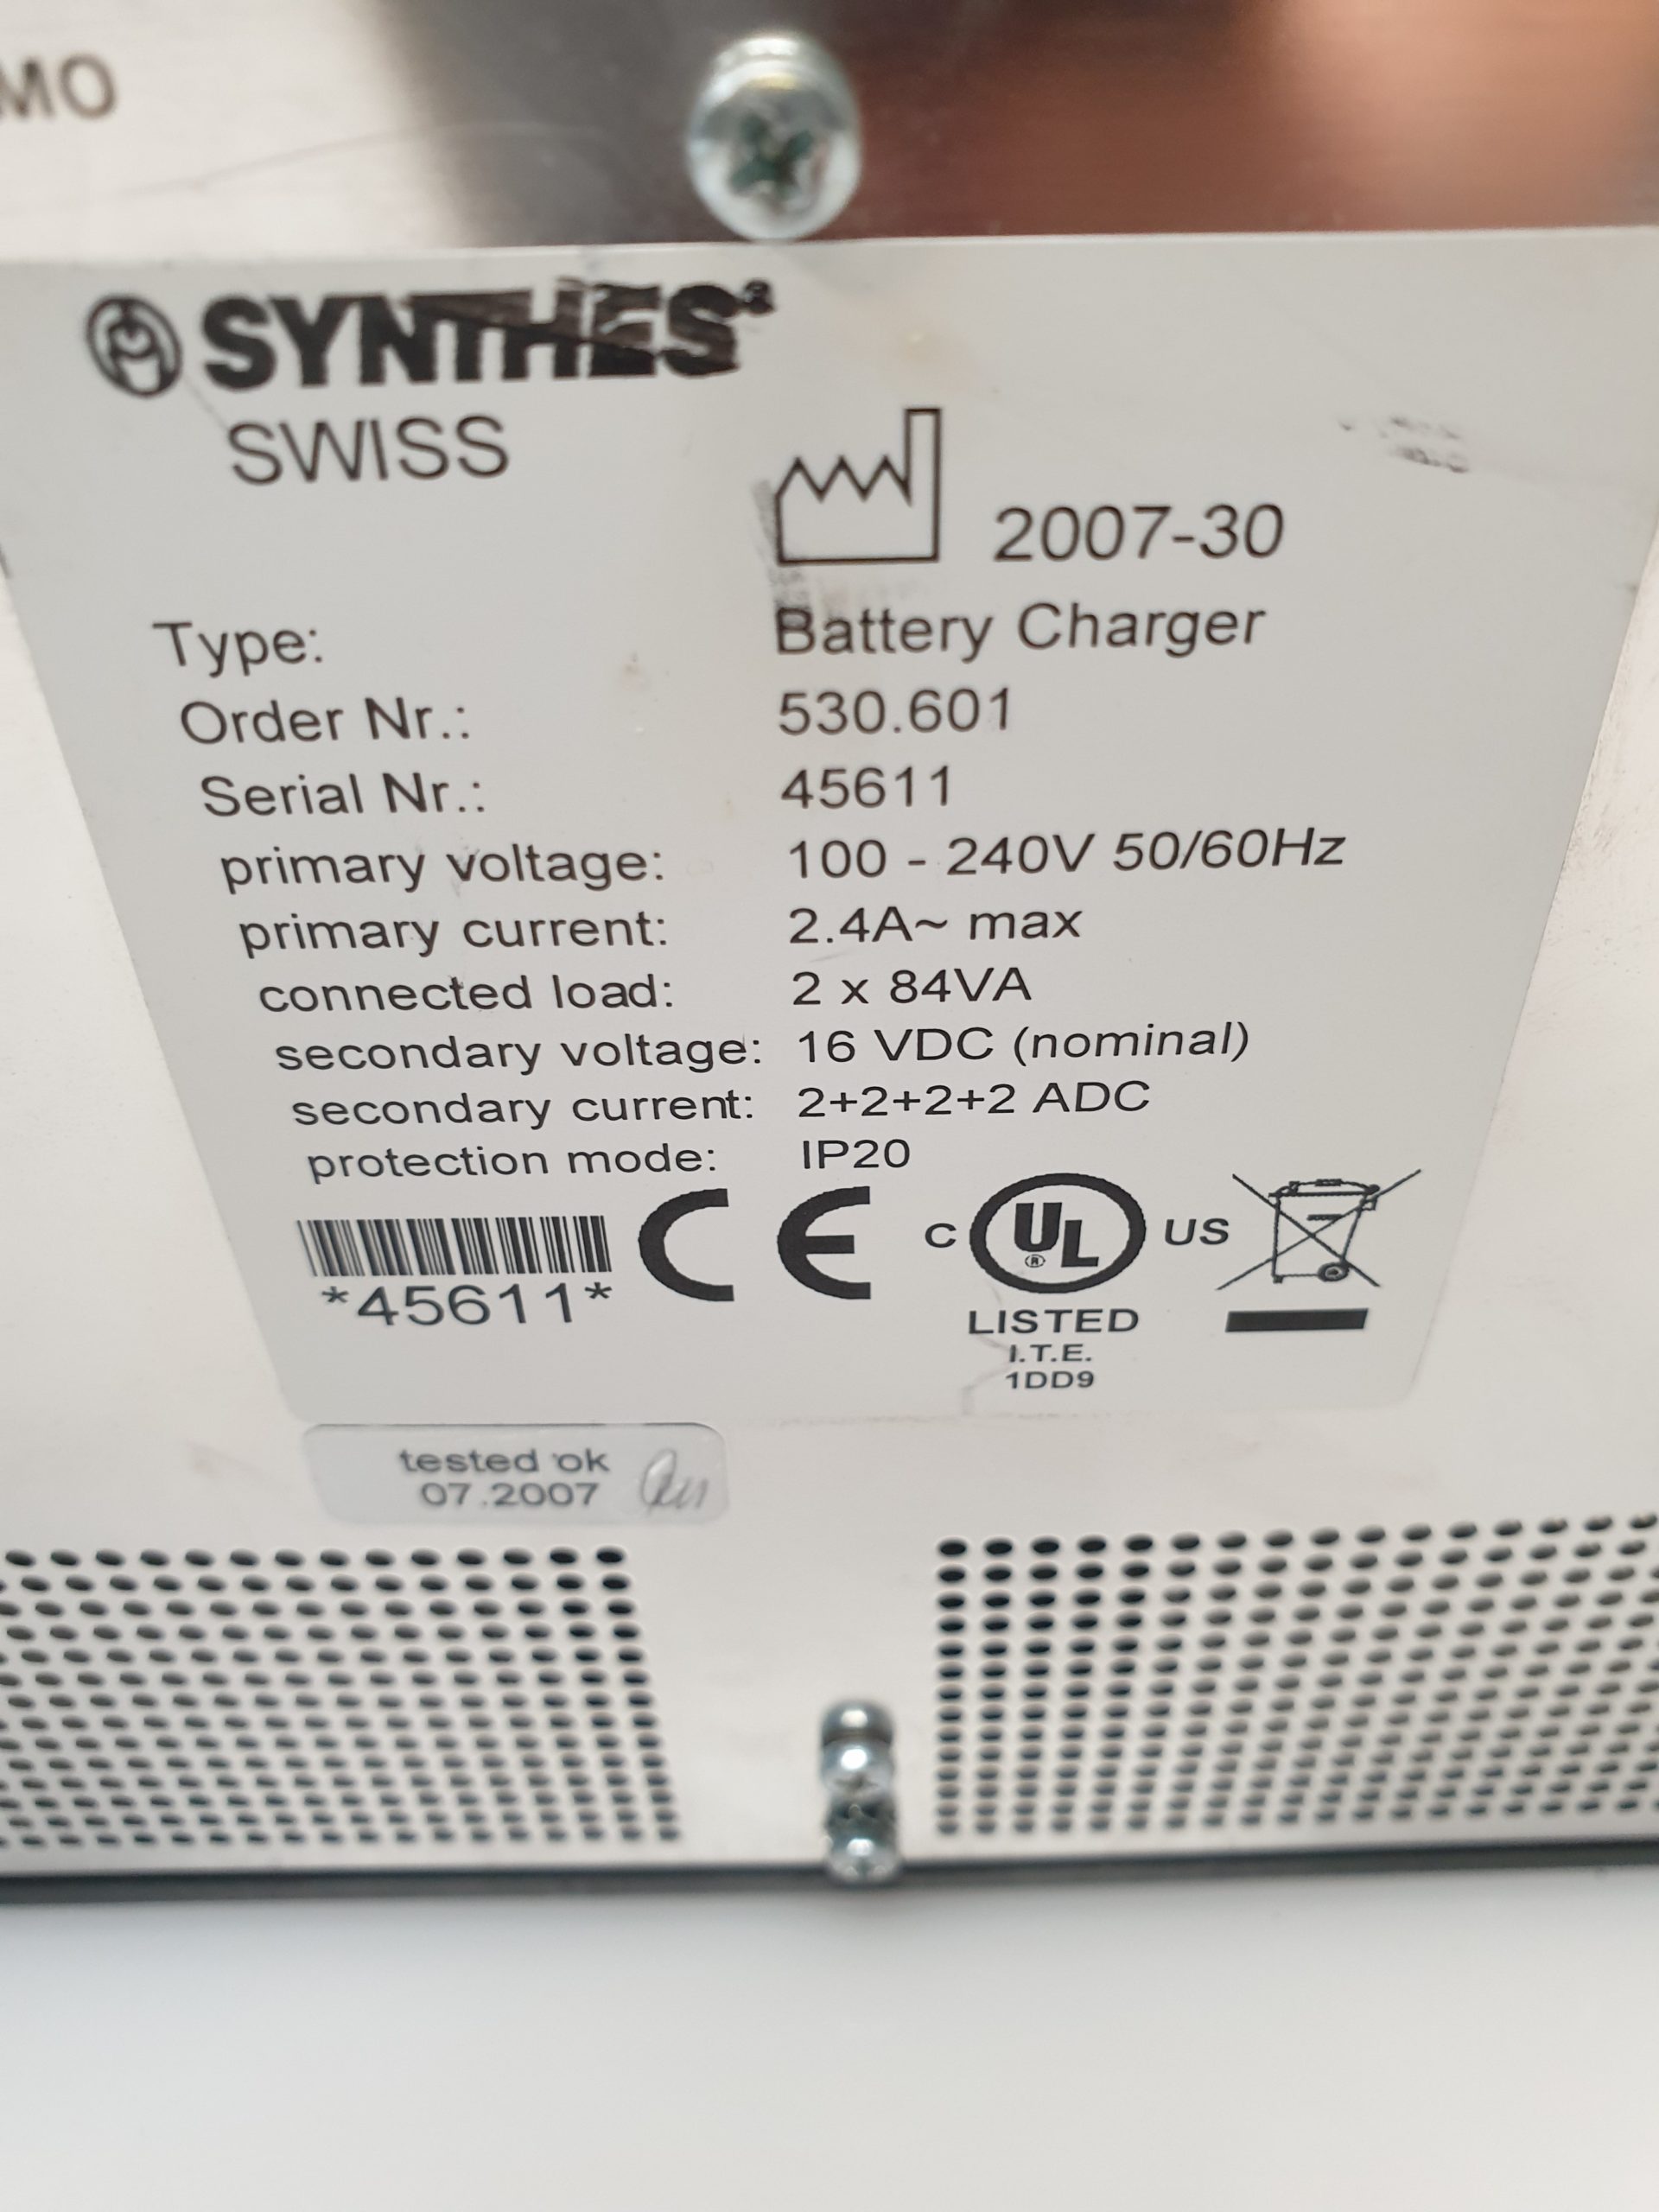 MO
SYNTHES®
SWISS
2007-30
Type: Battery Charger
Order Nr.: 530.601
Serial Nr.: 45611
primary voltage: 100 - 240V 50/60Hz
primary current: 2.4A~ max
connected load: 2 x 84VA
secondary voltage: 16 VDC (nominal)
secondary current: 2+2+2+2 ADC
protection mode: IP20
*45611*
CE
C UL® US
LISTED
I.T.E.
1DD9
tested ok
07.2007